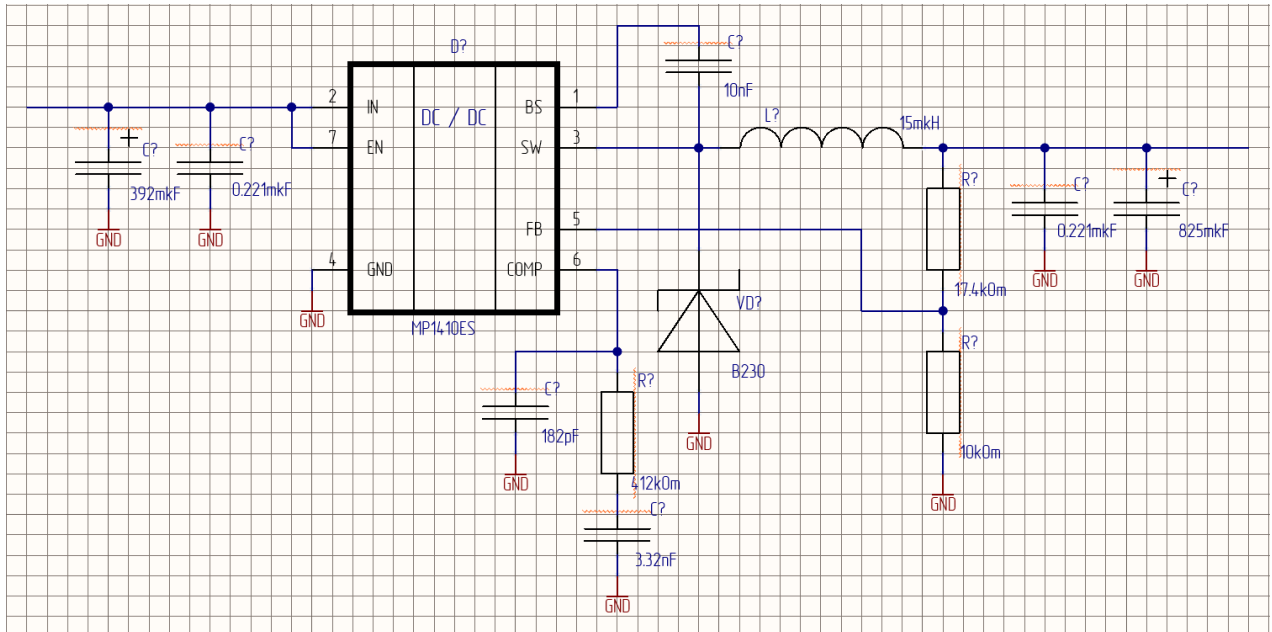 D?
DC / DC
2
IN
7
EN
4
GND
BS
1
SW
3
FB
5
COMP
6
MP1410ES
C?
392mkF
GND
C?
0.221mkF
GND
GND
C?
10nF
L?
15mkH
VD?
B230
GND
C?
182pF
GND
R?
412kOm
C?
3.32nF
GND
R?
17.4kOm
R?
10kOm
GND
C?
0.221mkF
GND
C?
825mkF
GND